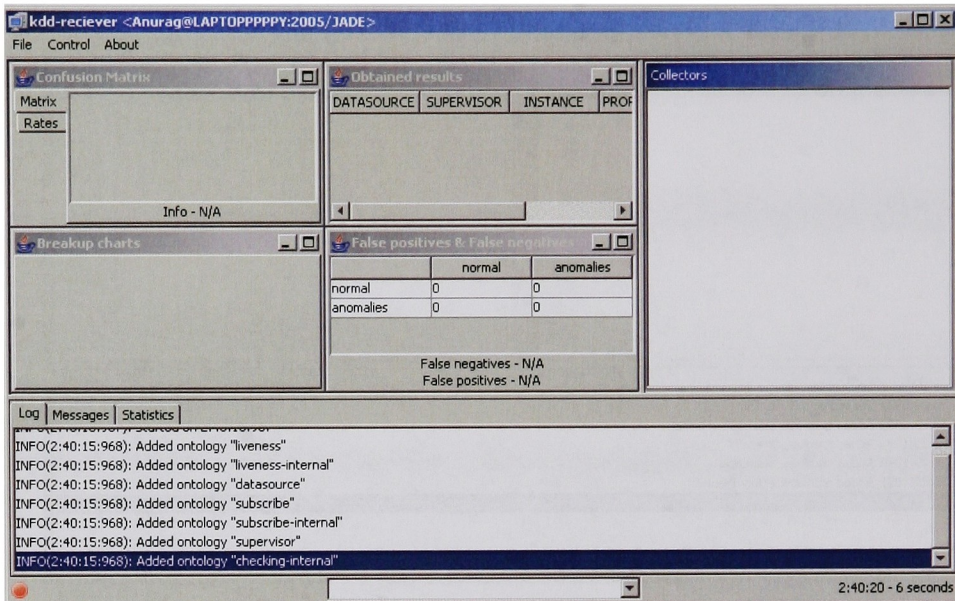 kdd-reciever <Anurag@LAPTOPPPPPY:2005/JADE>
File Control About
Confusion Matrix
Matrix
Rates
Info - N/A
Obtained results
DATASOURCE SUPERVISOR INSTANCE PROF
Collectors
Breakup charts
False positives & False negatives
normal anomalies
normal 0 0
anomalies 0 0
False negatives - N/A
False positives - N/A
Log Messages Statistics
INFO(2:40:15:968): Added ontology "liveness"
INFO(2:40:15:968): Added ontology "liveness-internal"
INFO(2:40:15:968): Added ontology "datasource"
INFO(2:40:15:968): Added ontology "subscribe"
INFO(2:40:15:968): Added ontology "subscribe-internal"
INFO(2:40:15:968): Added ontology "supervisor"
INFO(2:40:15:968): Added ontology "checking-internal"
2:40:20 - 6 seconds